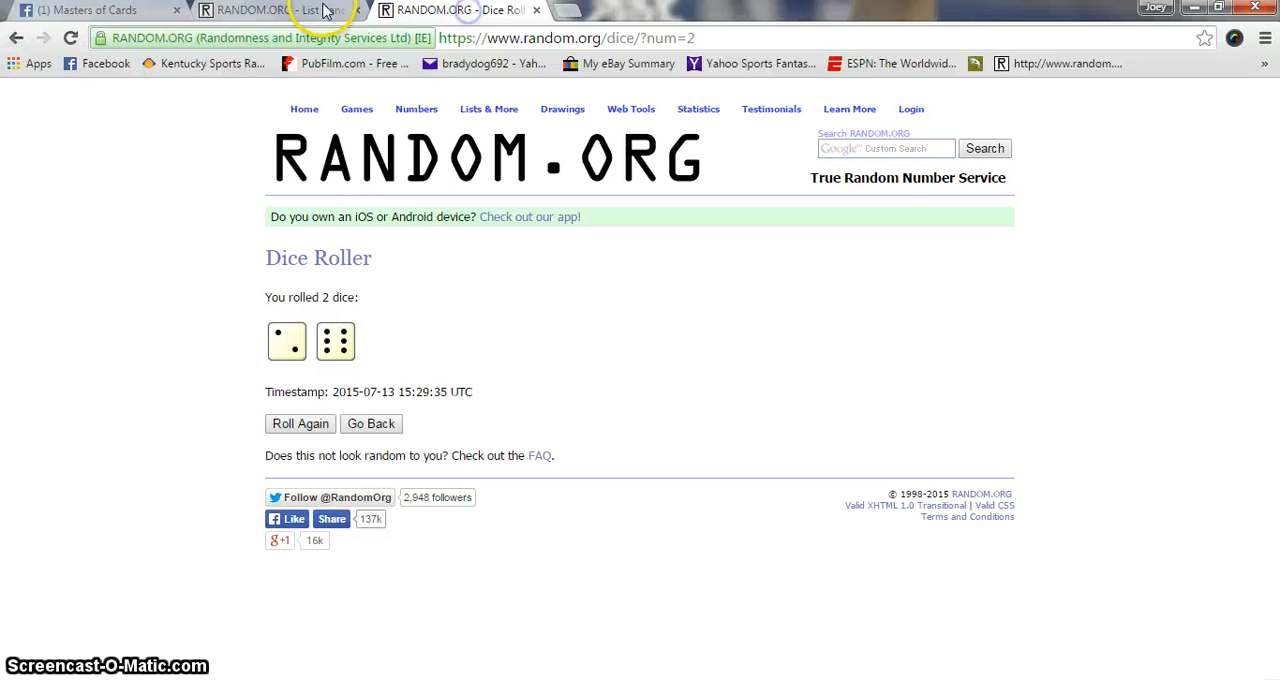 (1) Masters of Cards
RANDOM.ORG - List
RANDOM.ORG - Dice Roll
Joey
RANDOM.ORG (Randomness and Integrity Services Ltd) [IE]
https://www.random.org/dice/?num=2
Apps
Facebook
Kentucky Sports Ra...
PubFilm.com - Free ...
bradydog692 - Yah...
My eBay Summary
Yahoo Sports Fantas...
ESPN: The Worldwid...
http://www.random....
»
Home
Games
Numbers
Lists & More
Drawings
Web Tools
Statistics
Testimonials
Learn More
Login
RANDOM.ORG
Search RANDOM.ORG
Google™ Custom Search
Search
True Random Number Service
Do you own an iOS or Android device? Check out our app!
Dice Roller
You rolled 2 dice:
Timestamp: 2015-07-13 15:29:35 UTC
Roll Again
Go Back
Does this not look random to you? Check out the FAQ.
Follow @RandomOrg
2,948 followers
Like
Share
137k
g+1
16k
© 1998-2015 RANDOM.ORG
Valid XHTML 1.0 Transitional | Valid CSS
Terms and Conditions
Screencast-O-Matic.com